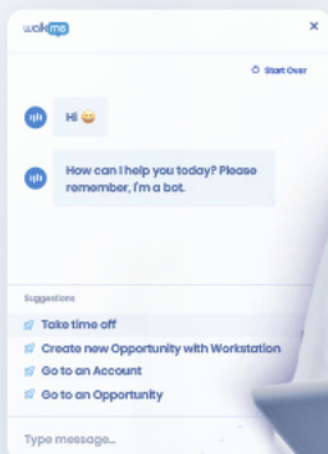 walkme
Start Over
Hi 😀
How can I help you today? Please
remember, I'm a bot.
Suggestions
Take time off
Create new Opportunity with Workstation
Go to an Account
Go to an Opportunity
Type message...